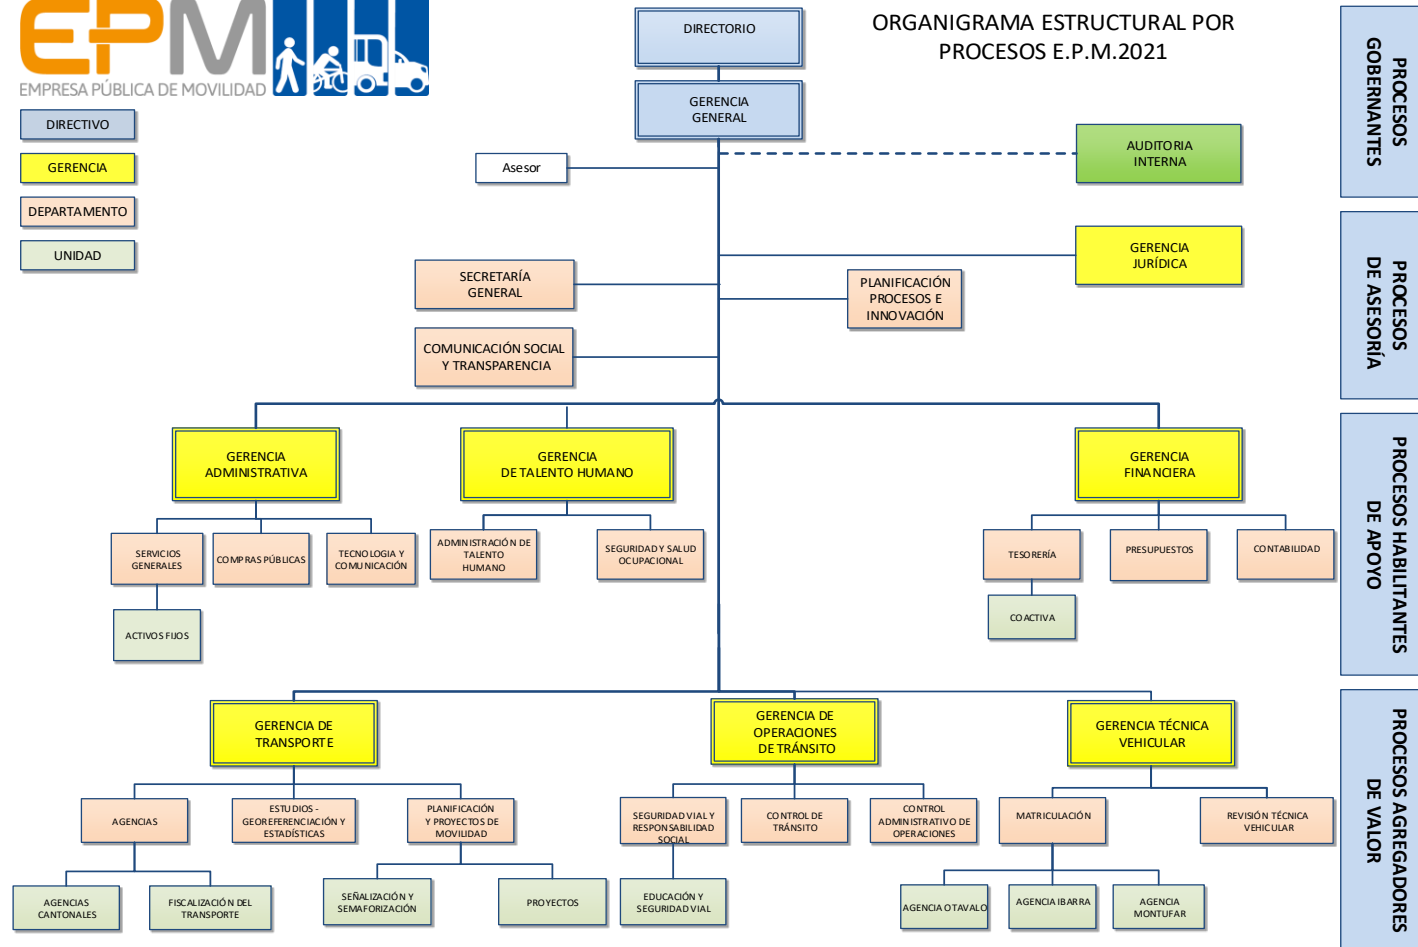 EPM
EMPRESA PÚBLICA DE MOVILIDAD
ORGANIGRAMA ESTRUCTURAL POR
PROCESOS E.P.M.2021
DIRECTIVO
GERENCIA
DEPARTAMENTO
UNIDAD
DIRECTORIO
GERENCIA
GENERAL
Asesor
AUDITORIA
INTERNA
PROCESOS
GOBERNANTES
GERENCIA
JURÍDICA
SECRETARÍA
GENERAL
PLANIFICACIÓN
PROCESOS E
INNOVACIÓN
COMUNICACIÓN SOCIAL
Y TRANSPARENCIA
PROCESOS
DE ASESORÍA
GERENCIA
ADMINISTRATIVA
GERENCIA
DE TALENTO HUMANO
GERENCIA
FINANCIERA
SERVICIOS
GENERALES
COMPRAS PÚBLICAS
TECNOLOGIA Y
COMUNICACIÓN
ADMINISTRACIÓN DE
TALENTO
HUMANO
SEGURIDAD Y SALUD
OCUPACIONAL
TESORERÍA
PRESUPUESTOS
CONTABILIDAD
ACTIVOS FIJOS
COACTIVA
PROCESOS HABILITANTES
DE APOYO
GERENCIA DE
TRANSPORTE
GERENCIA DE
OPERACIONES
DE TRÁNSITO
GERENCIA TÉCNICA
VEHICULAR
AGENCIAS
ESTUDIOS -
GEOREFERENCIACIÓN Y
ESTADÍSTICAS
PLANIFICACIÓN
Y PROYECTOS DE
MOVILIDAD
SEGURIDAD VIAL Y
RESPONSABILIDAD
SOCIAL
CONTROL DE
TRÁNSITO
CONTROL
ADMINISTRATIVO DE
OPERACIONES
MATRICULACIÓN
REVISIÓN TÉCNICA
VEHICULAR
AGENCIAS
CANTONALES
FISCALIZACIÓN DEL
TRANSPORTE
SEÑALIZACIÓN Y
SEMAFORIZACIÓN
PROYECTOS
EDUCACIÓN Y
SEGURIDAD VIAL
AGENCIA OTAVALO
AGENCIA IBARRA
AGENCIA
MONTUFAR
PROCESOS AGREGADORES
DE VALOR